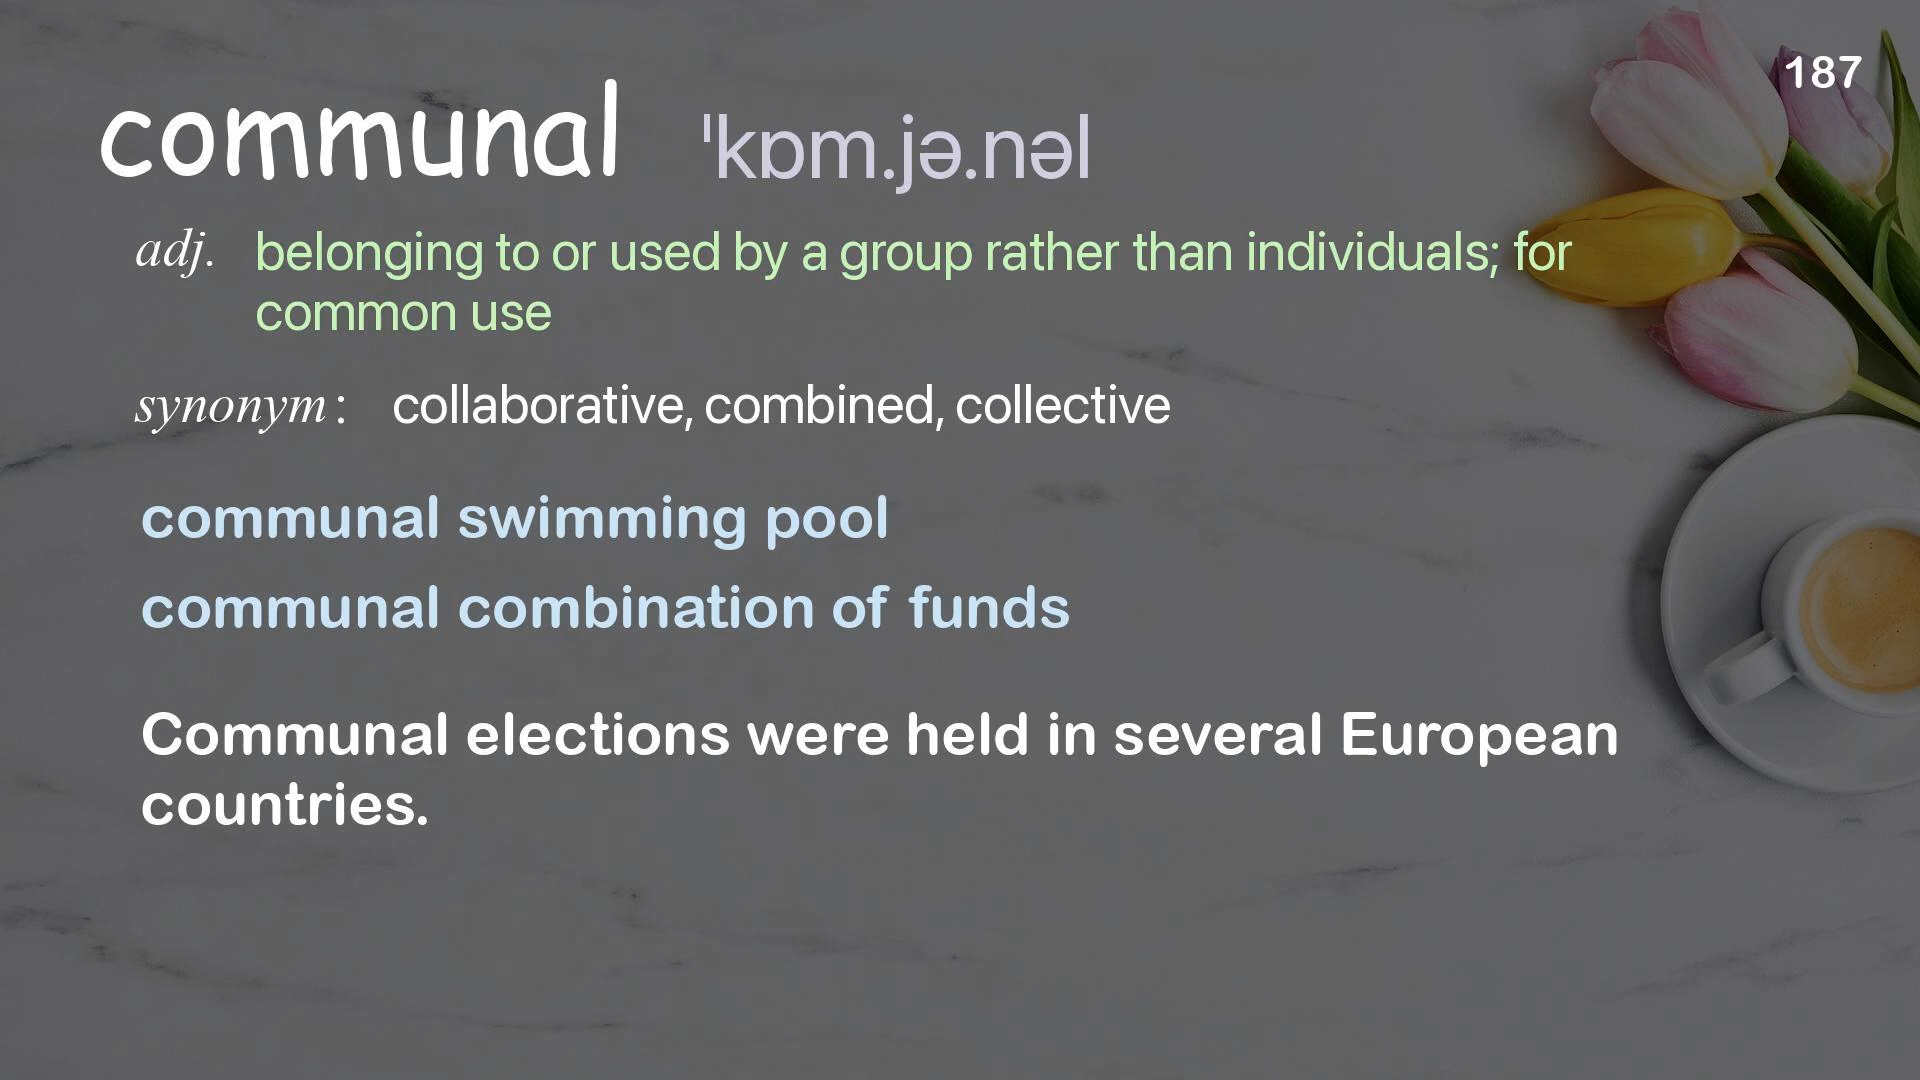 187
communal ˈkɒm.jə.nəl
adj. belonging to or used by a group rather than individuals; for
common use
synonym: collaborative, combined, collective
communal swimming pool
communal combination of funds
Communal elections were held in several European
countries.